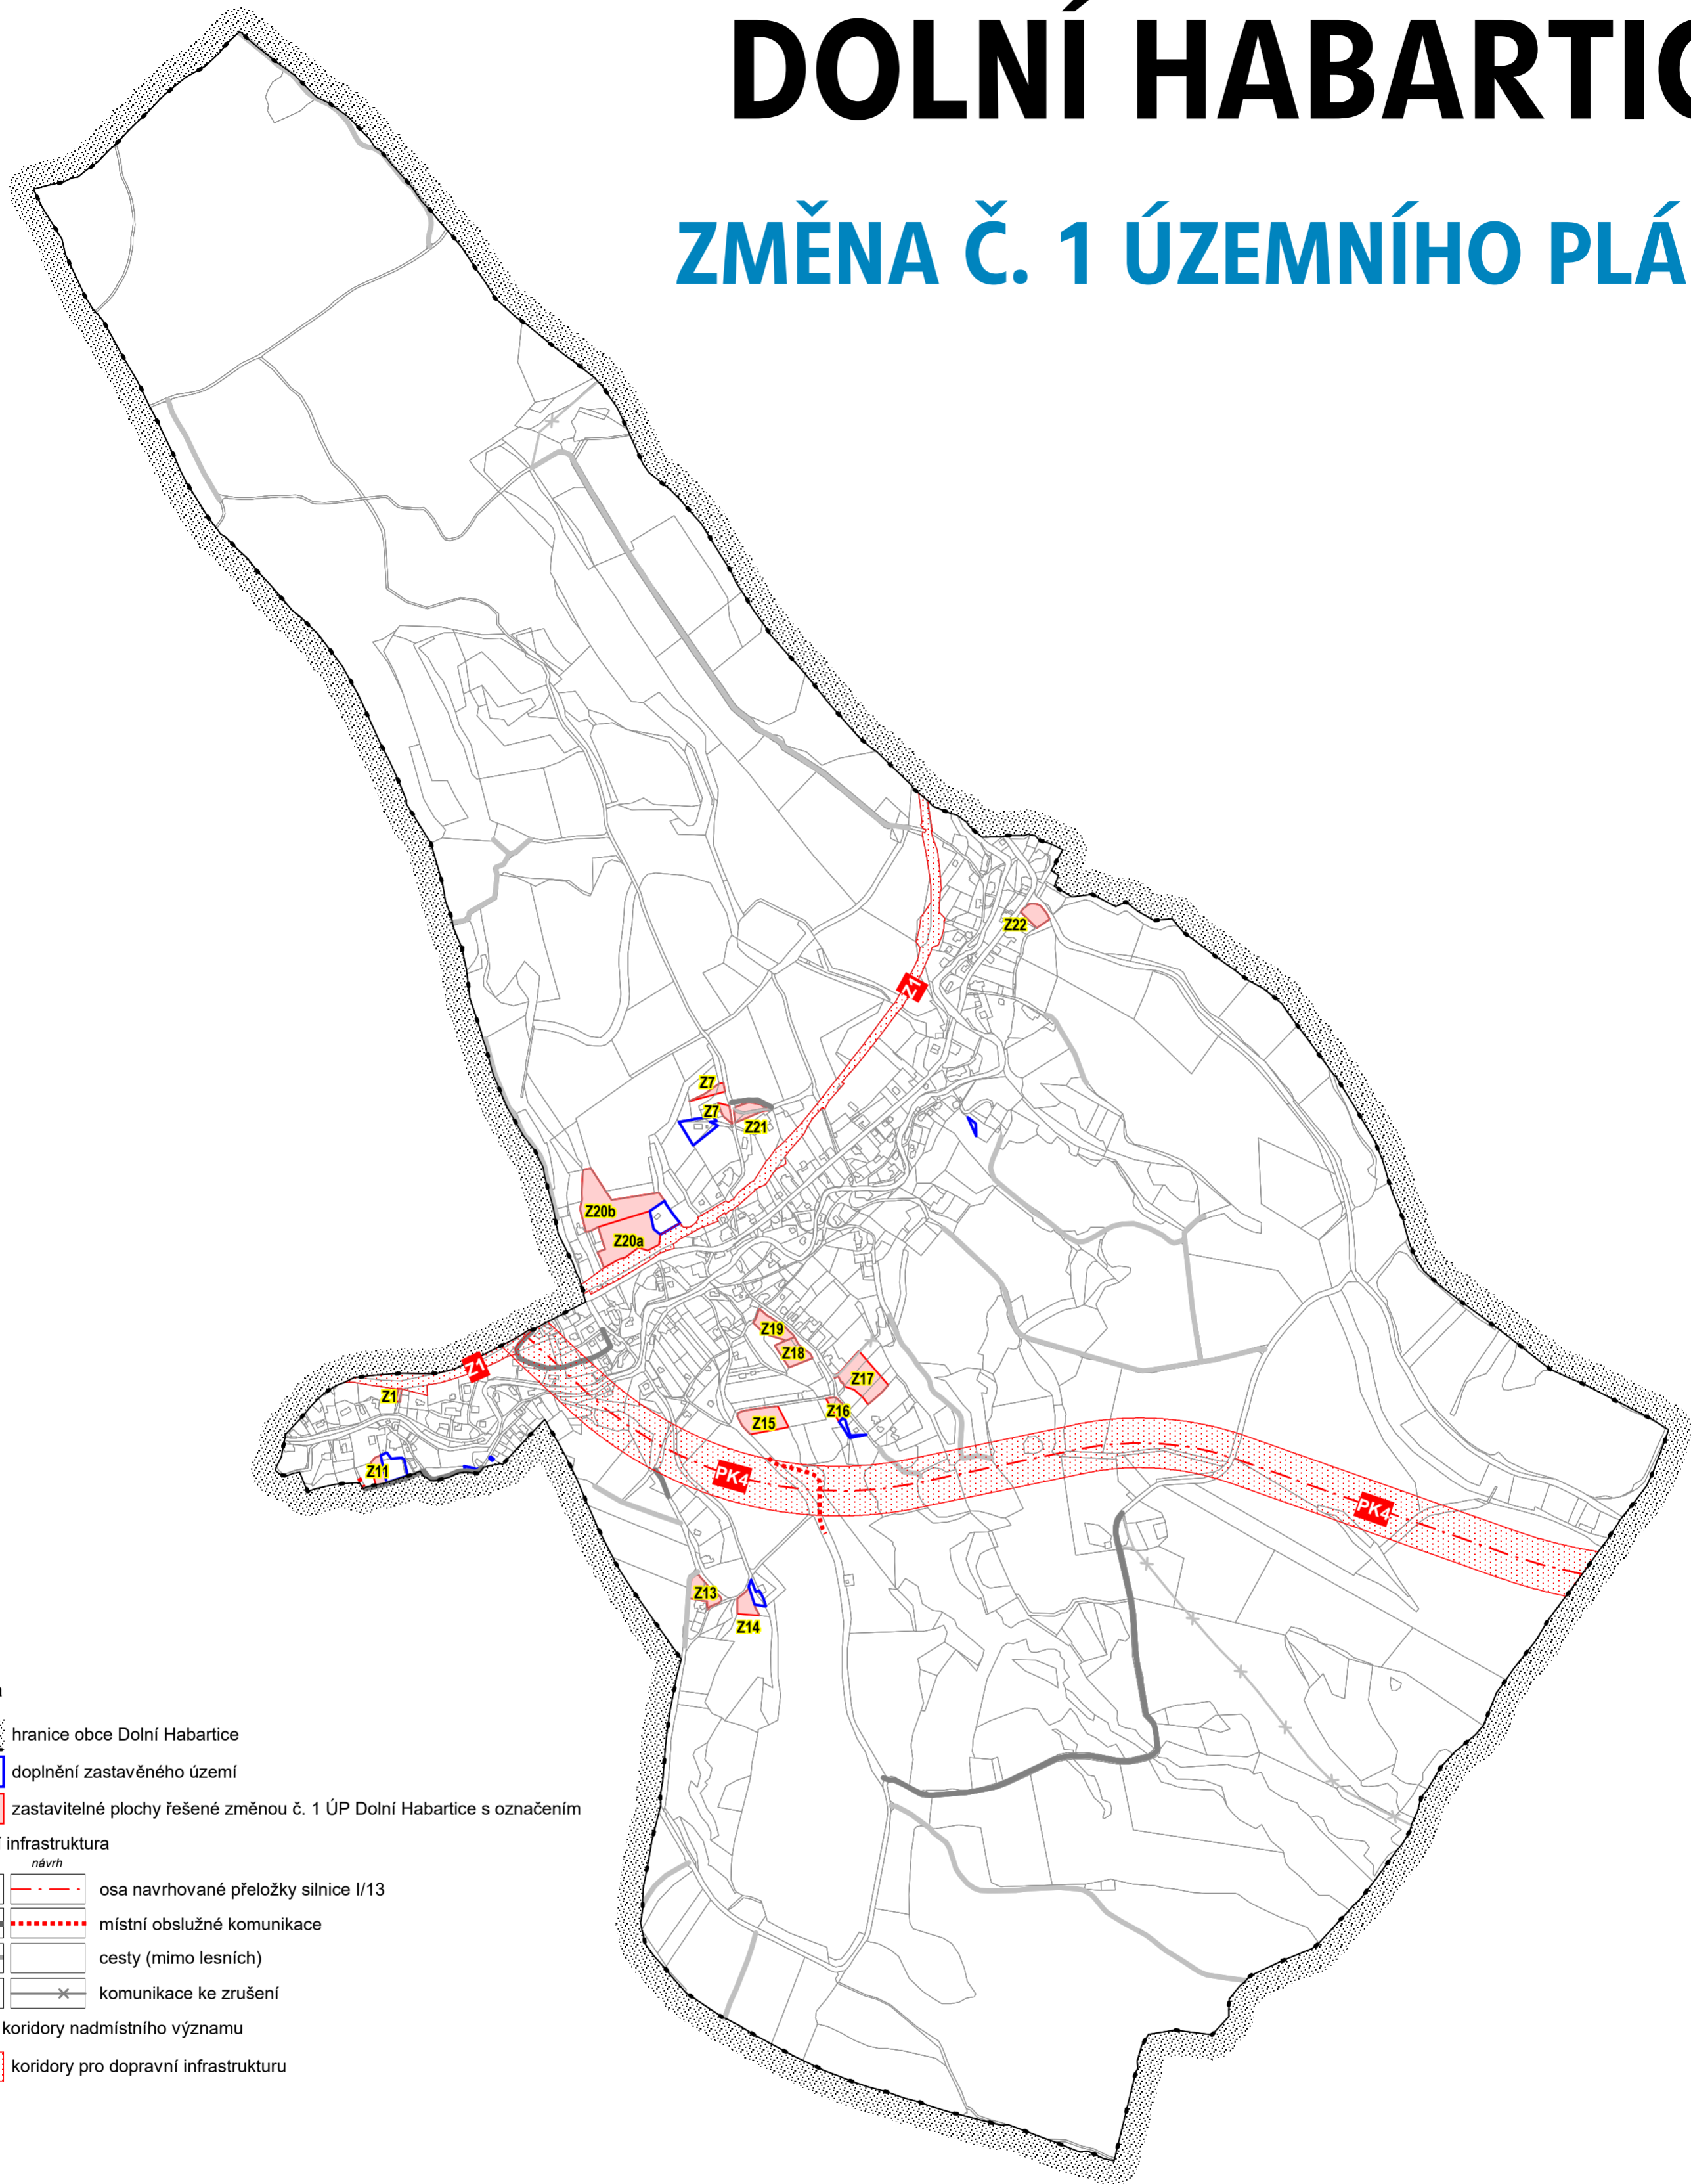 DOLNÍ HABARTIC
ZMĚNA Č. 1 ÚZEMNÍHO PLÁ
Z22
Z1
Z7
Z7
Z21
Z20b
Z20a
Z19
Z18
Z1
Z17
Z1
Z16
Z15
Z11
PK4
PK4
Z13
Z14
hranice obce Dolní Habartice
doplnění zastavěného území
zastavitelné plochy řešené změnou č. 1 ÚP Dolní Habartice s označením
infrastruktura
návrh
osa navrhované přeložky silnice I/13
místní obslužné komunikace
cesty (mimo lesních)
komunikace ke zrušení
koridory nadmístního významu
koridory pro dopravní infrastrukturu